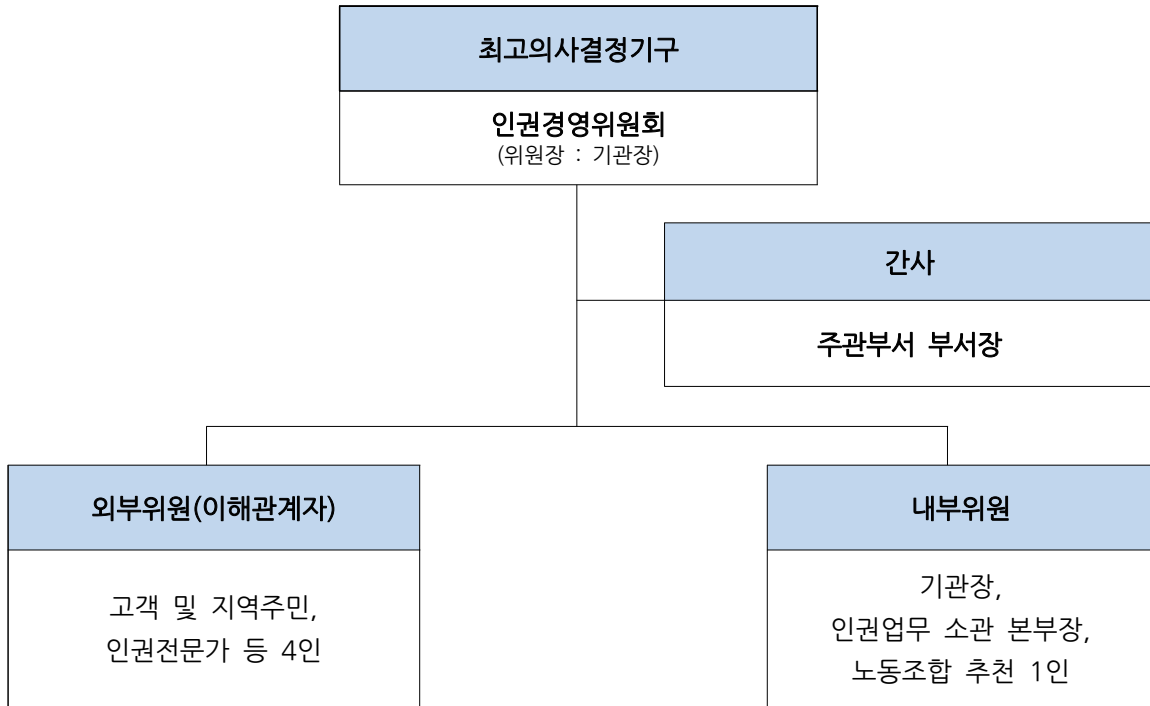 최고의사결정기구
인권경영위원회
(위원장 : 기관장)
간사
주관부서 부서장
외부위원(이해관계자)
고객 및 지역주민,
인권전문가 등 4인
내부위원
기관장,
인권업무 소관 본부장,
노동조합 추천 1인